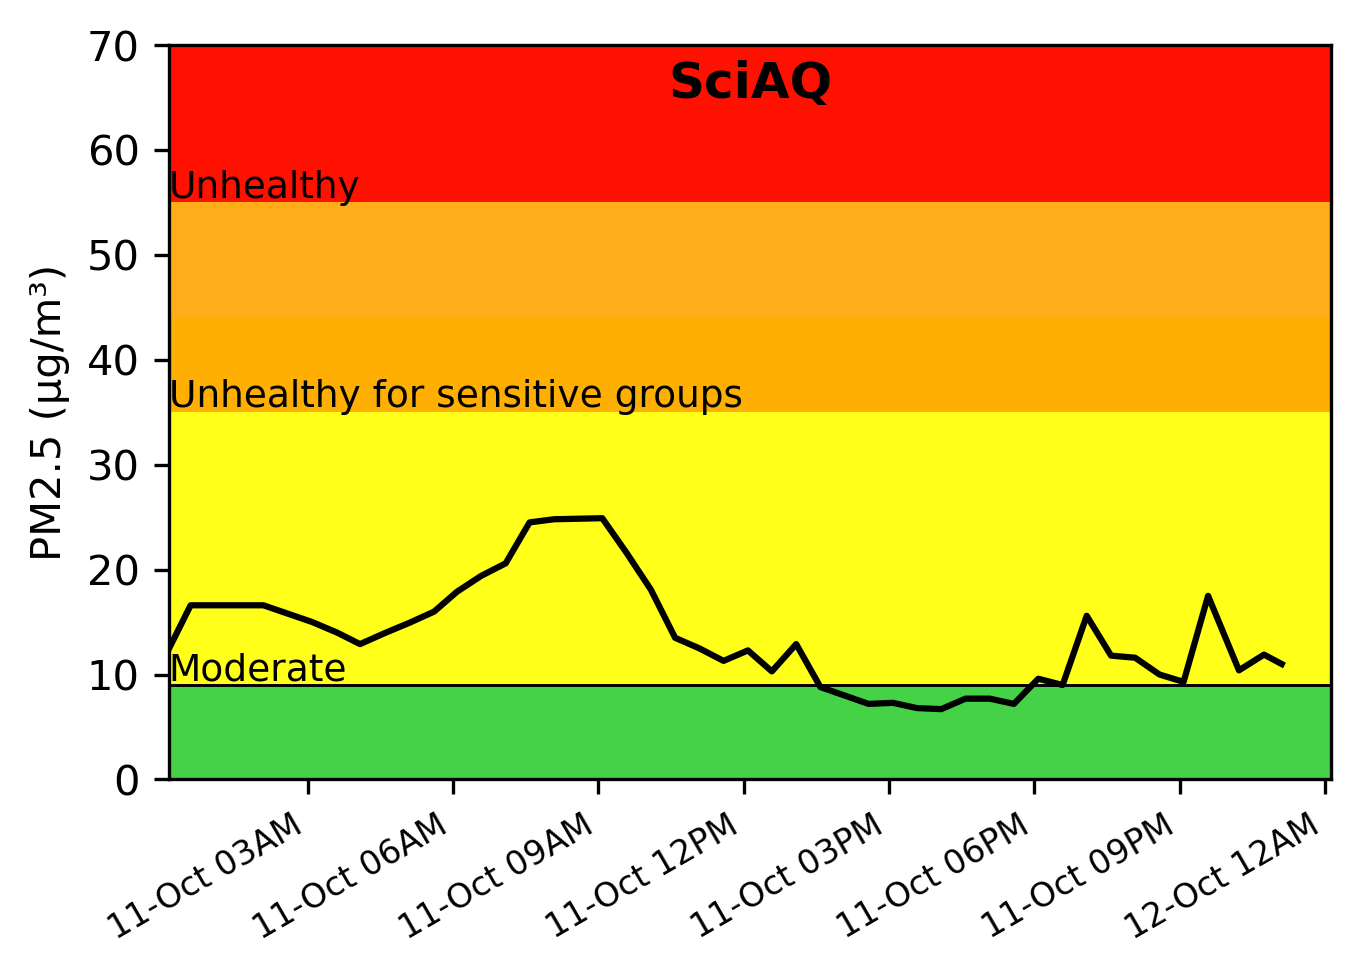 SciAQ
PM2.5 (µg/m³)
70
60
50
40
30
20
10
0
Unhealthy
Unhealthy for sensitive groups
Moderate
11-Oct 03AM
11-Oct 06AM
11-Oct 09AM
11-Oct 12PM
11-Oct 03PM
11-Oct 06PM
11-Oct 09PM
12-Oct 12AM